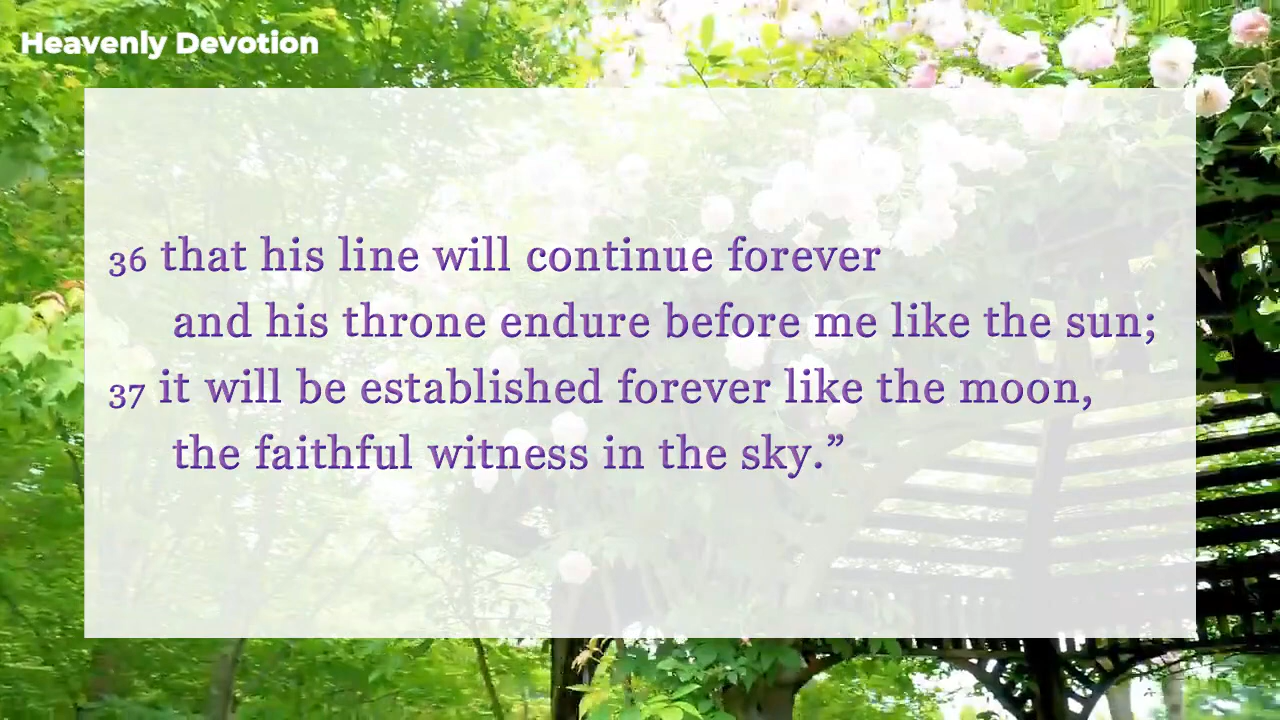 Heavenly Devotion
36 that his line will continue forever
and his throne endure before me like the sun;
37 it will be established forever like the moon,
the faithful witness in the sky.”